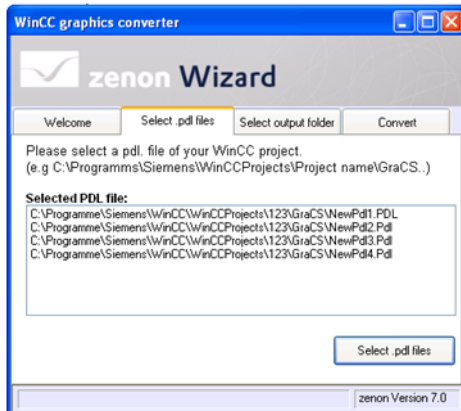 WinCC graphics converter
zenon Wizard
Welcome
Select .pdl files
Select output folder
Convert
Please select a pdl. file of your WinCC project.
(e.g C:\Programms\Siemens\WinCCProjects\Project name\GraCS..)
Selected PDL file:
C:\Programme\Siemens\WinCC\WinCCProjects\123\GraCS\NewPdl1.PDL
C:\Programme\Siemens\WinCC\WinCCProjects\123\GraCS\NewPdl2.Pdl
C:\Programme\Siemens\WinCC\WinCCProjects\123\GraCS\NewPdl3.Pdl
C:\Programme\Siemens\WinCC\WinCCProjects\123\GraCS\NewPdl4.Pdl
Select .pdl files
zenon Version 7.0